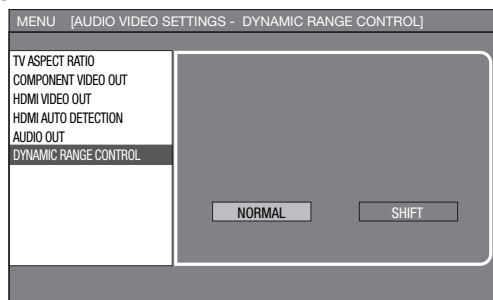 MENU [AUDIO VIDEO SETTINGS - DYNAMIC RANGE CONTROL]
TV ASPECT RATIO
COMPONENT VIDEO OUT
HDMI VIDEO OUT
HDMI AUTO DETECTION
AUDIO OUT
DYNAMIC RANGE CONTROL
NORMAL SHIFT